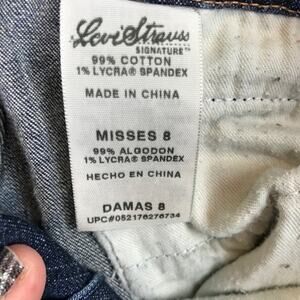 Levi Strauss
SIGNATURE™
99% COTTON
1% LYCRA® SPANDEX
MADE IN CHINA
MISSES 8
99% ALGODON
1% LYCRA® SPANDEX
HECHO EN CHINA
DAMAS 8
UPC#052176276734